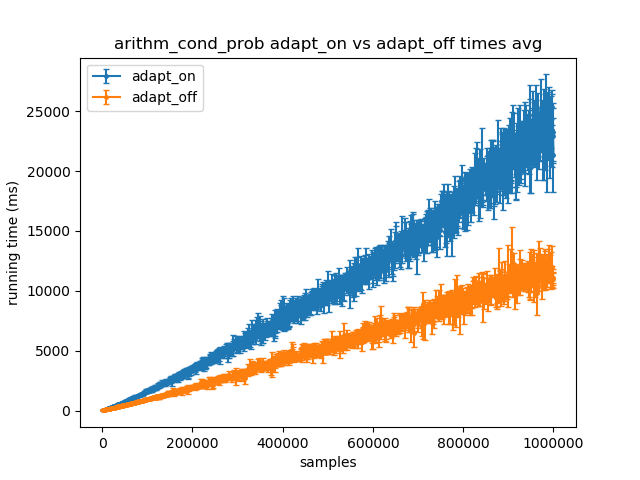 arithm_cond_prob adapt_on vs adapt_off times avg
adapt_on
adapt_off
running time (ms)
25000
20000
15000
10000
5000
0
0 200000 400000 600000 800000 1000000
samples